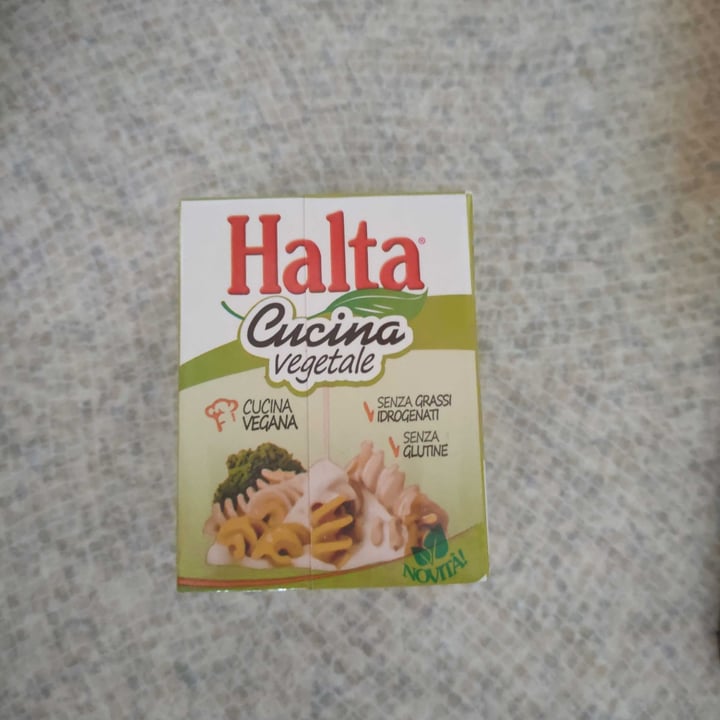 Halta®
Cucina
vegetale
CUCINA
VEGANA
SENZA GRASSI
IDROGENATI
SENZA
GLUTINE
NOVITÀ!